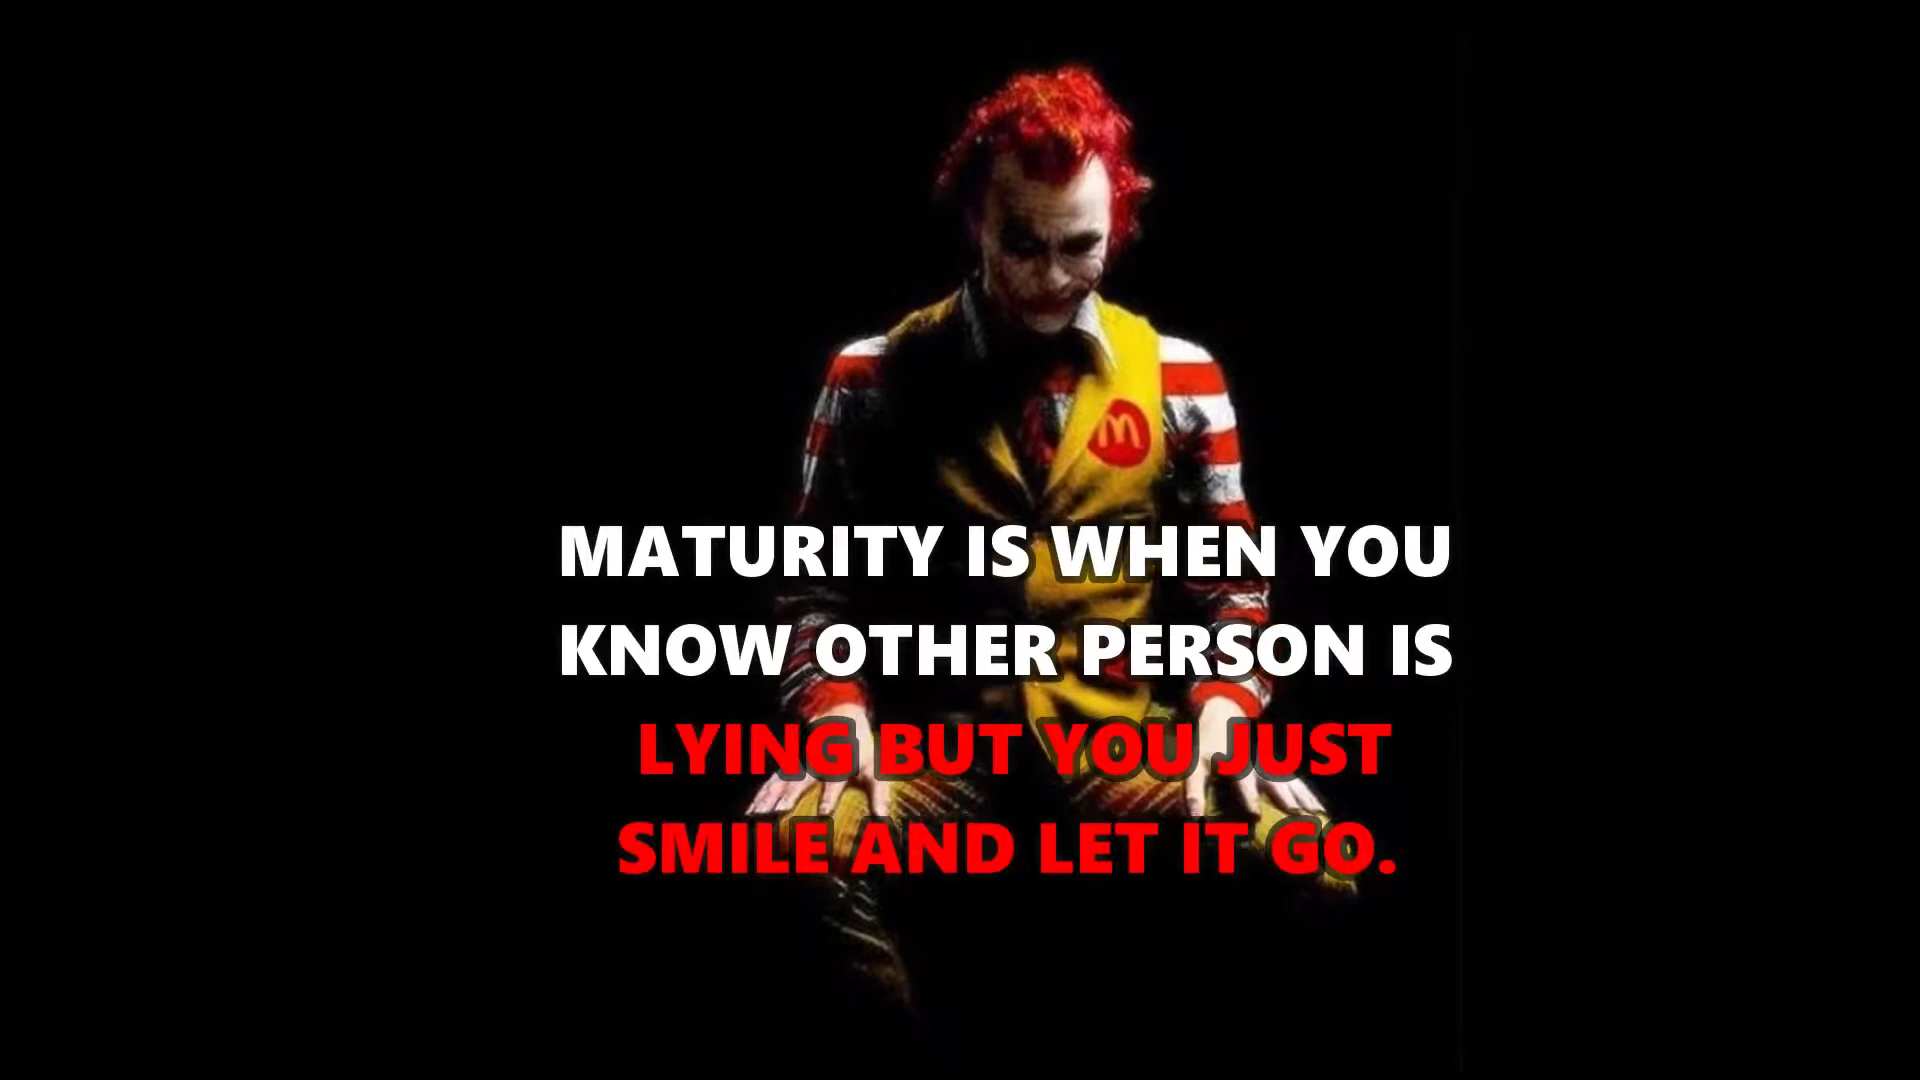 M
MATURITY IS WHEN YOU
KNOW OTHER PERSON IS
LYING BUT YOU JUST
SMILE AND LET IT GO.